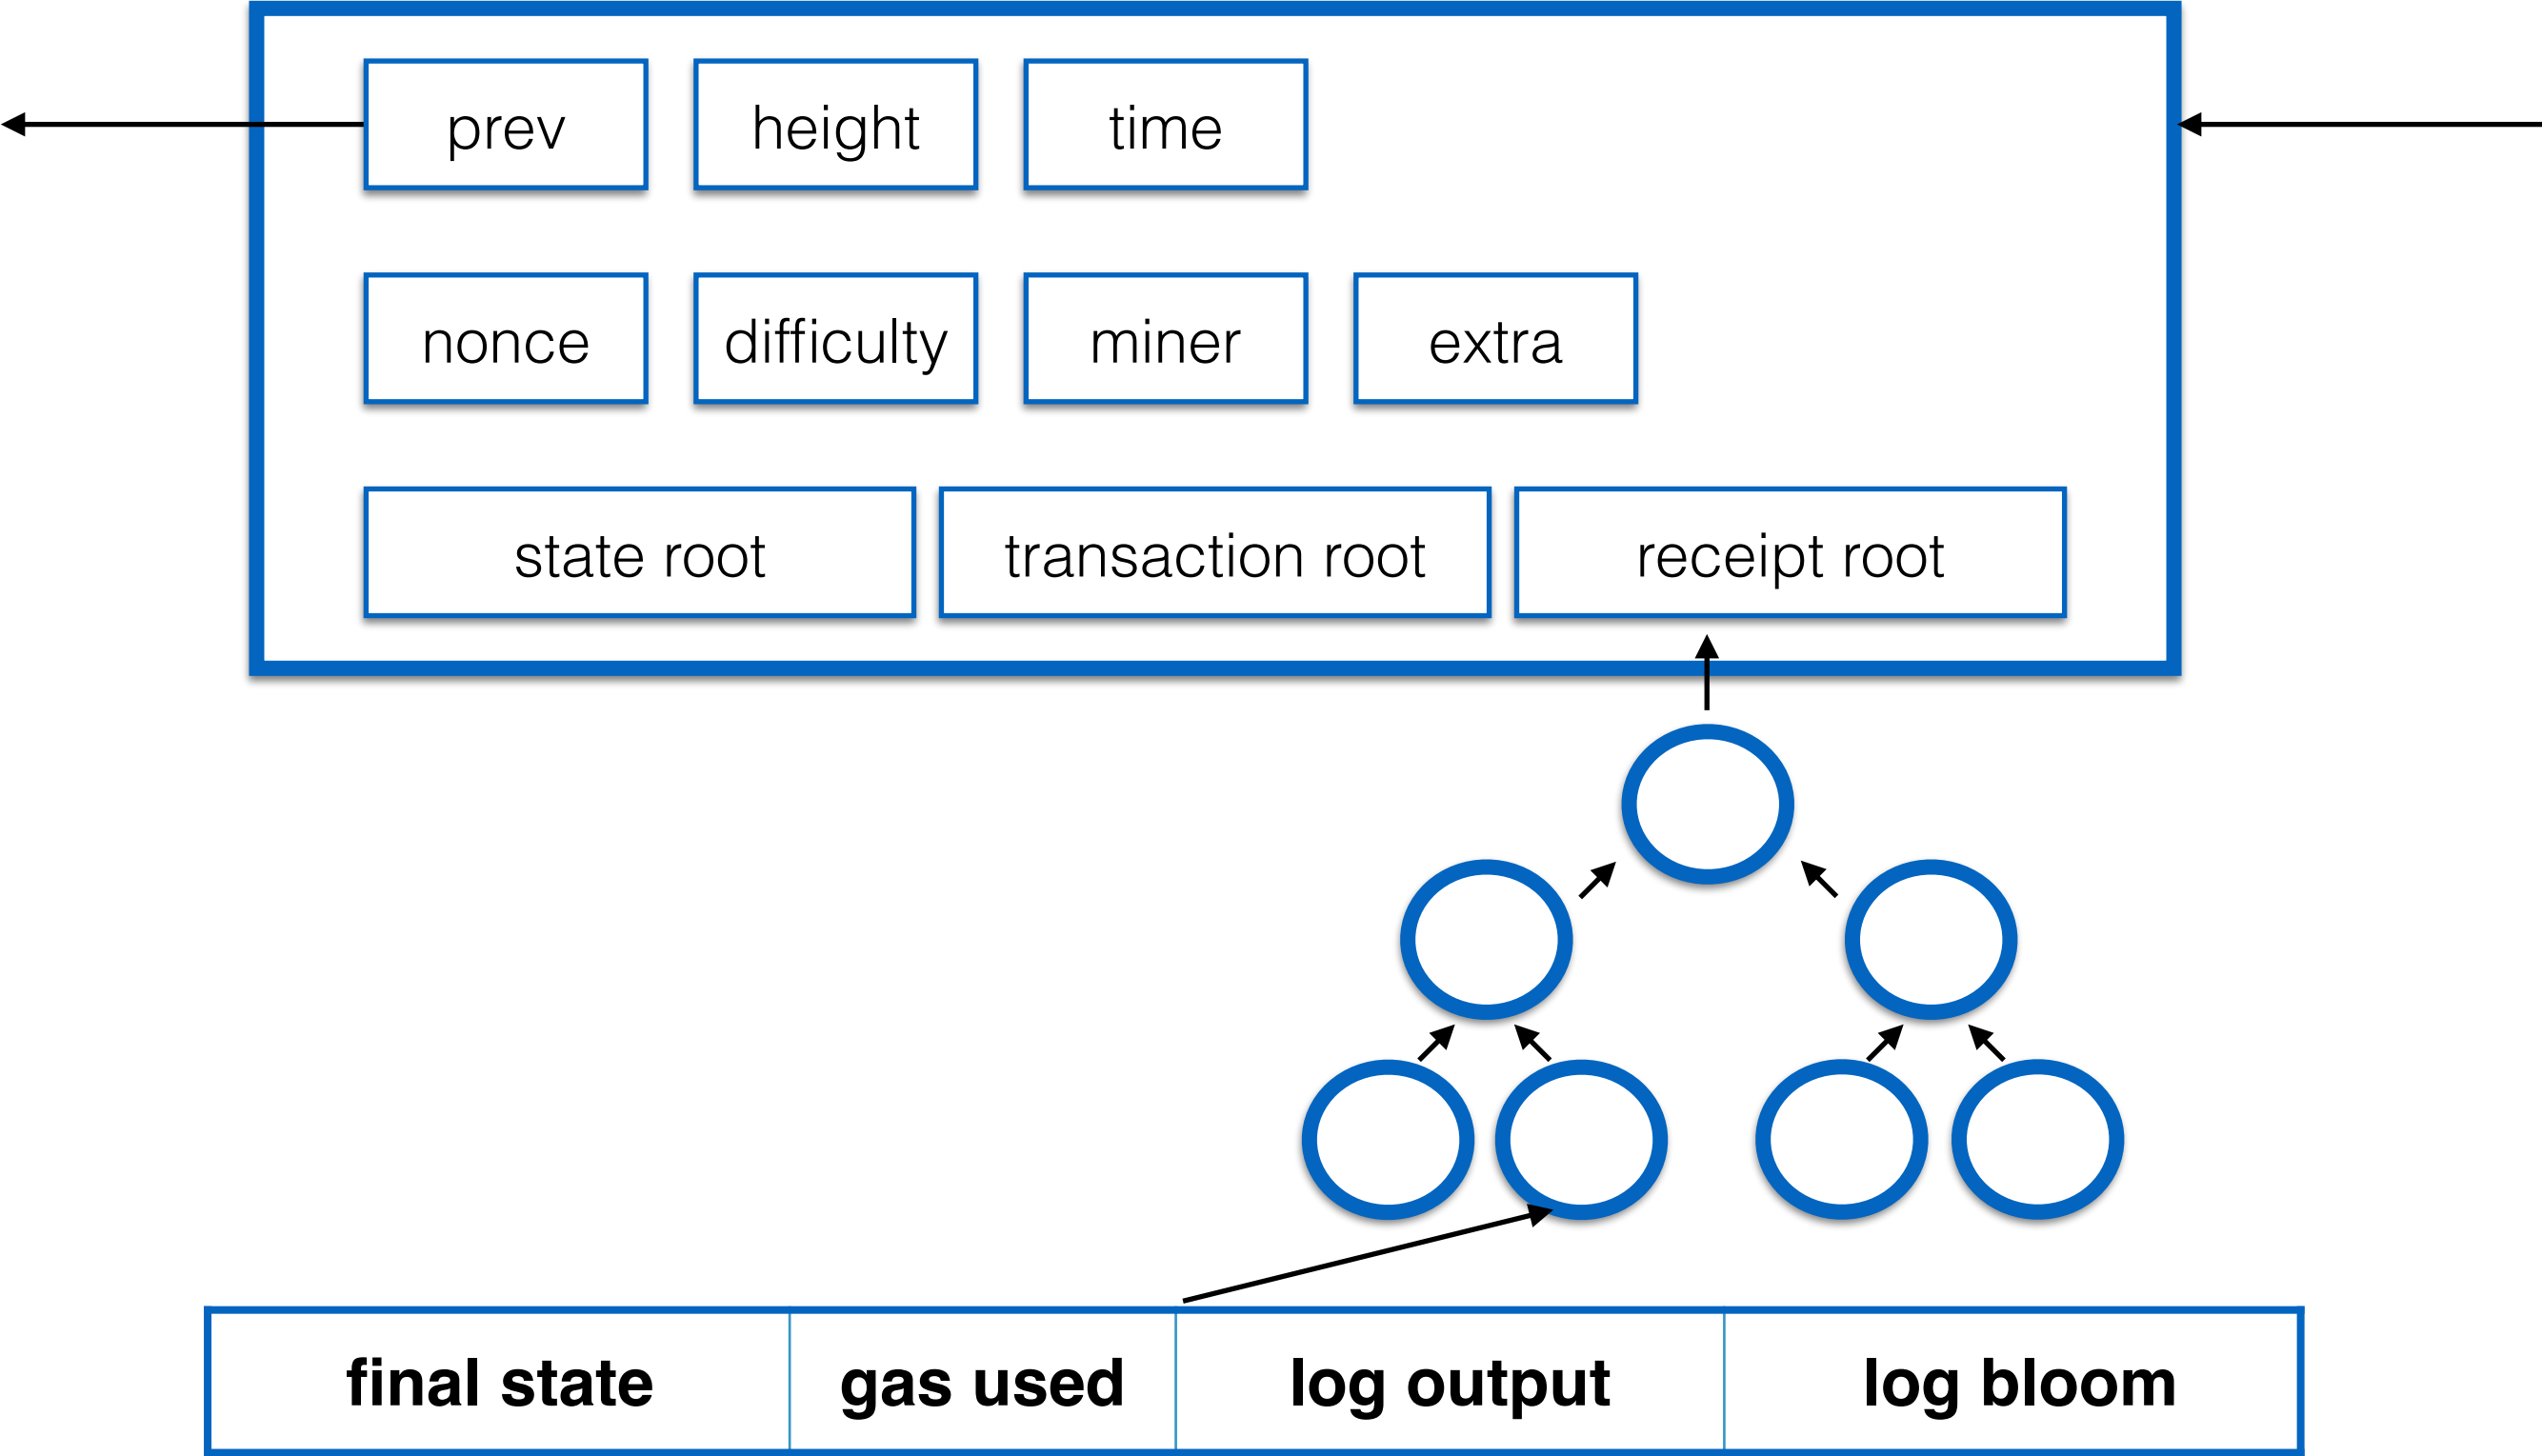 prev height time
nonce difficulty miner extra
state root transaction root receipt root
final state gas used log output log bloom